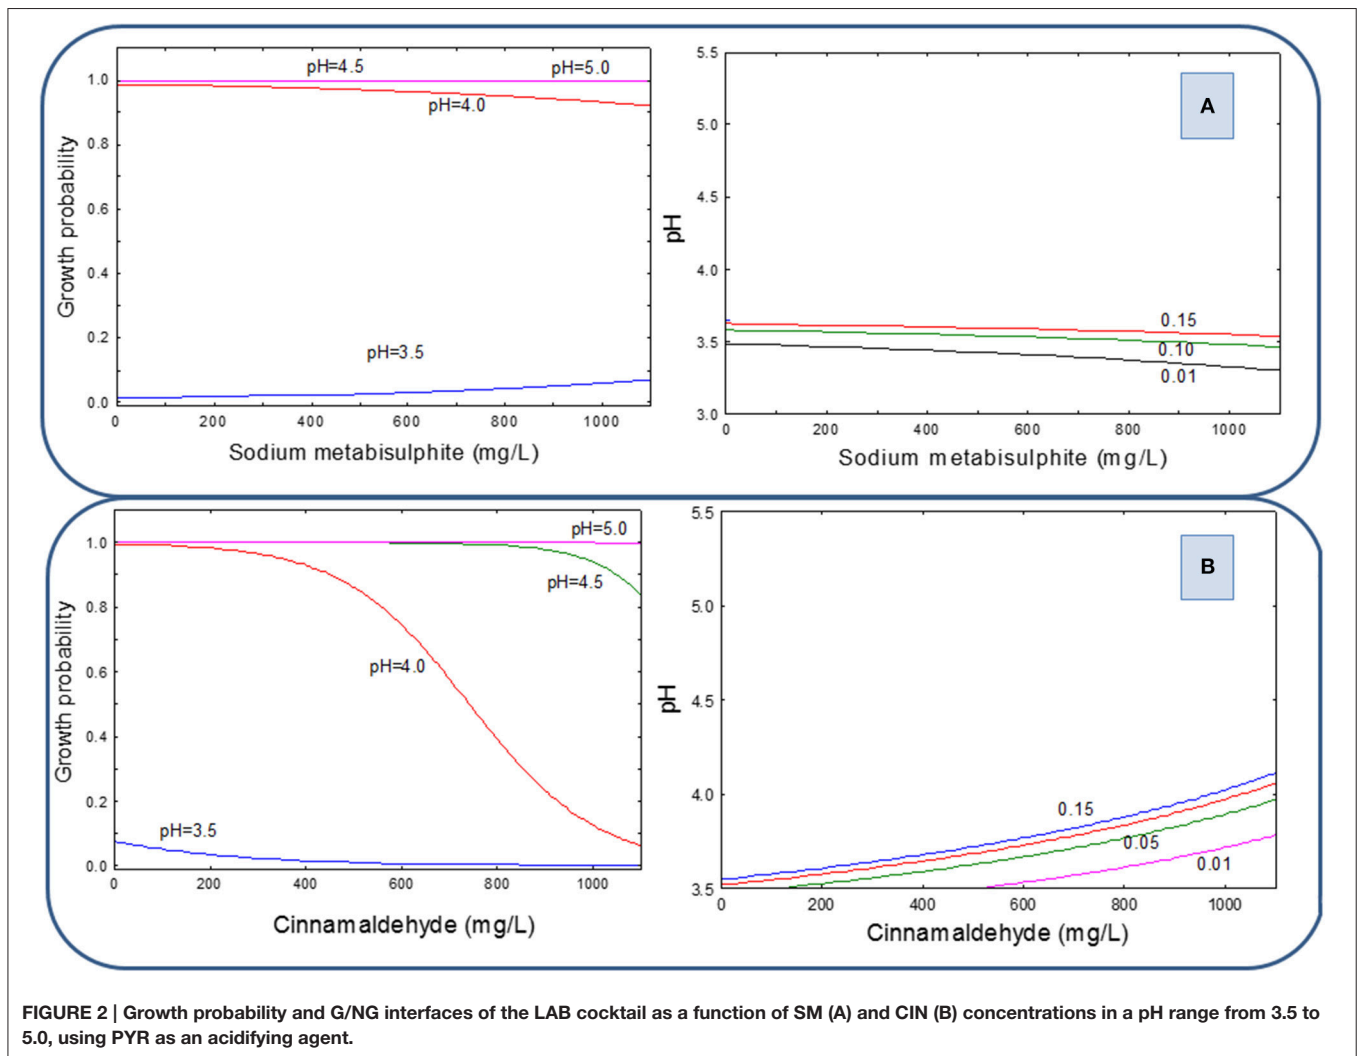 pH=4.5
pH=5.0
pH=4.0
pH=3.5
Growth probability
1.0
0.8
0.6
0.4
0.2
0.0
0 200 400 600 800 1000
Sodium metabisulphite (mg/L)
A
pH
5.5
5.0
4.5
4.0
3.5
3.0
0.15
0.10
0.01
0 200 400 600 800 1000
Sodium metabisulphite (mg/L)
pH=5.0
pH=4.5
pH=4.0
pH=3.5
Growth probability
1.0
0.8
0.6
0.4
0.2
0.0
0 200 400 600 800 1000
Cinnamaldehyde (mg/L)
B
pH
5.5
5.0
4.5
4.0
3.5
0.15
0.05
0.01
0 200 400 600 800 1000
Cinnamaldehyde (mg/L)
FIGURE 2 | Growth probability and G/NG interfaces of the LAB cocktail as a function of SM (A) and CIN (B) concentrations in a pH range from 3.5 to
5.0, using PYR as an acidifying agent.